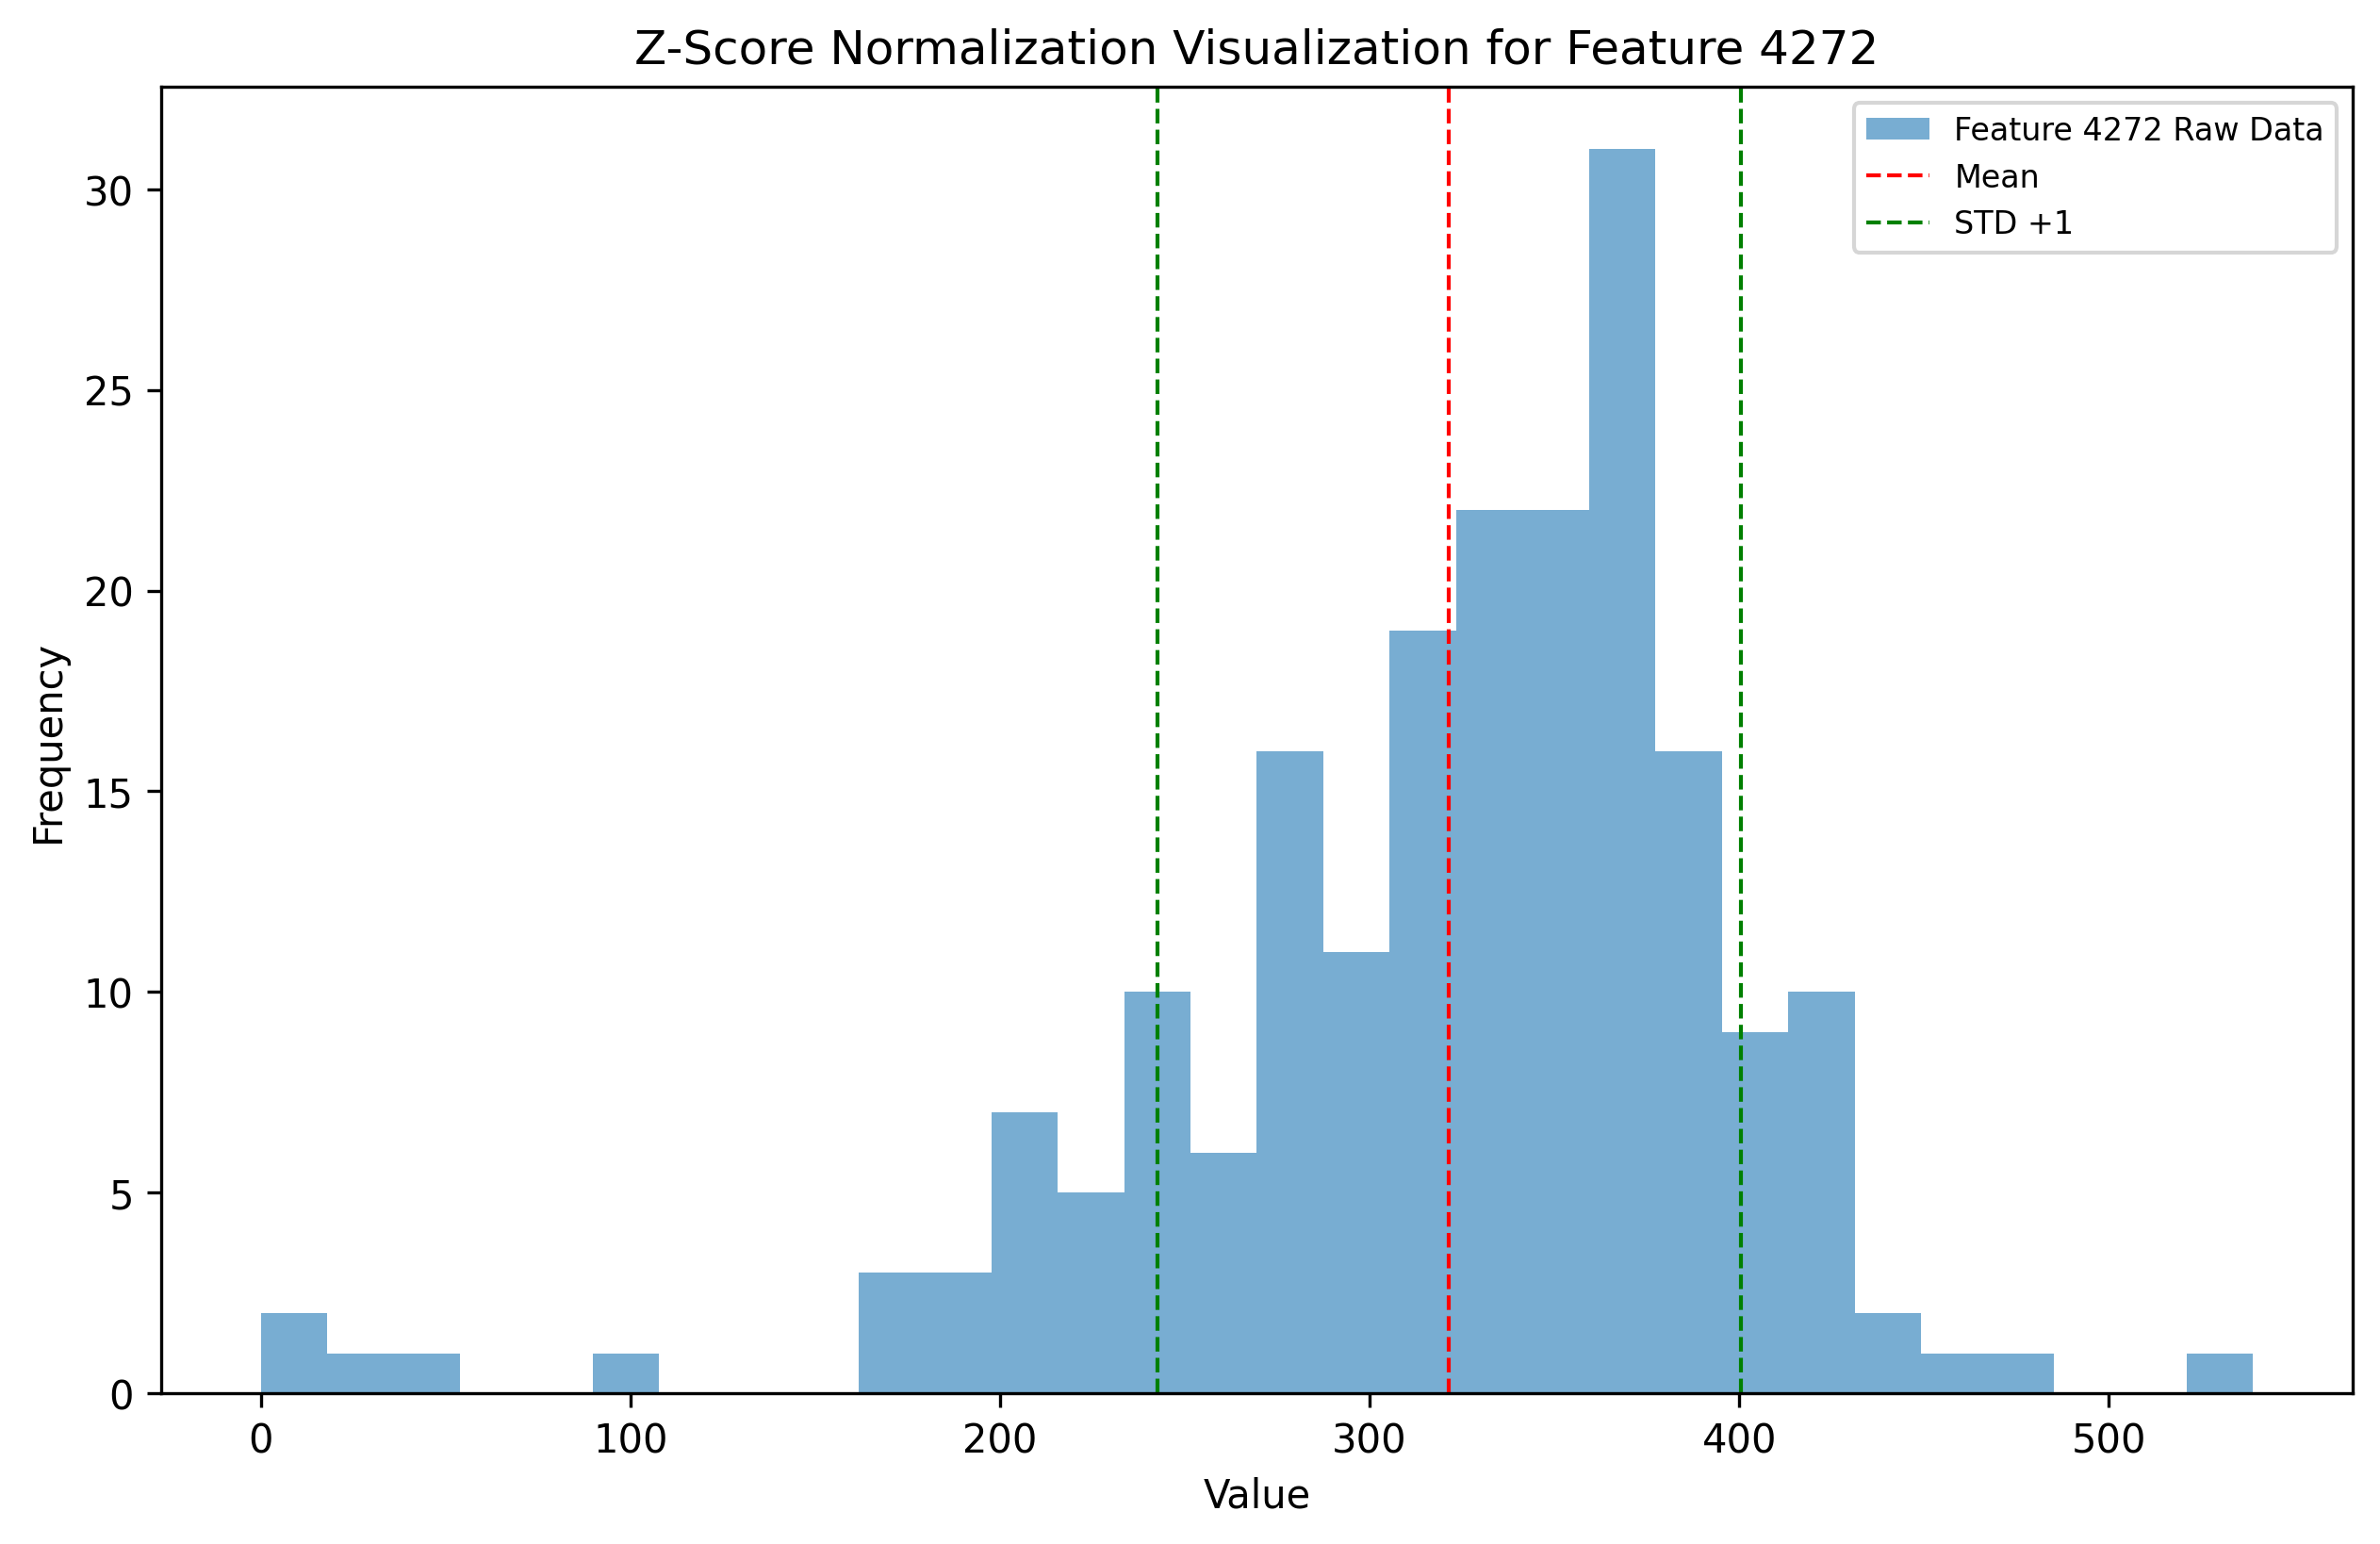 Z-Score Normalization Visualization for Feature 4272
Feature 4272 Raw Data
Mean
STD +1
30
25
20
15
10
5
0
Frequency
0 100 200 300 400 500
Value